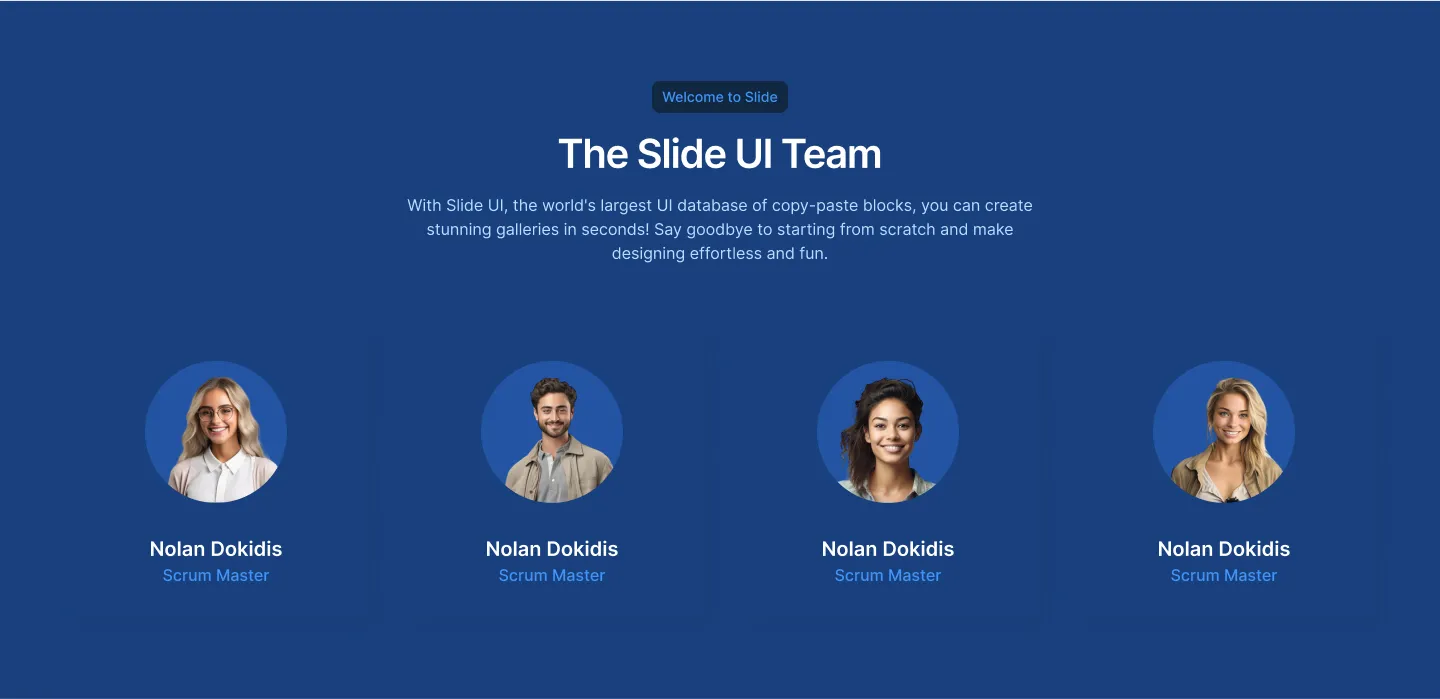 Welcome to Slide
The Slide UI Team
With Slide UI, the world's largest UI database of copy-paste blocks, you can create
stunning galleries in seconds! Say goodbye to starting from scratch and make
designing effortless and fun.
Nolan Dokidis
Scrum Master
Nolan Dokidis
Scrum Master
Nolan Dokidis
Scrum Master
Nolan Dokidis
Scrum Master